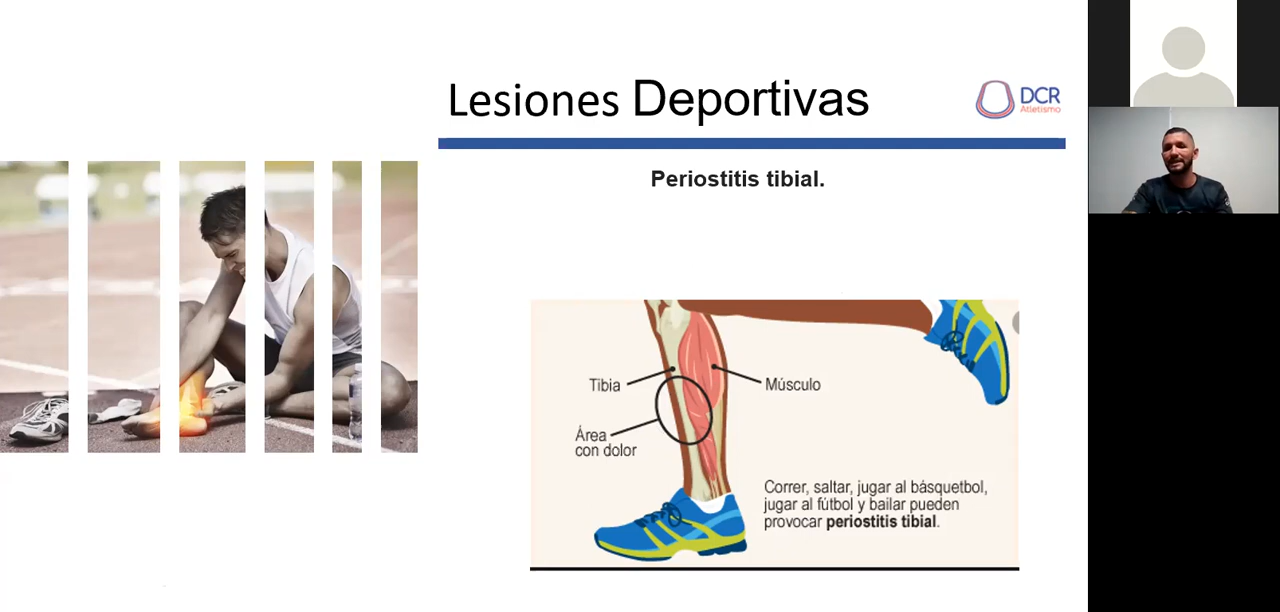 Lesiones Deportivas
DCR
Atletismo
Periostitis tibial.
Tibia
Músculo
Área
con dolor
Correr, saltar, jugar al básquetbol,
jugar al fútbol y bailar pueden
provocar periostitis tibial.